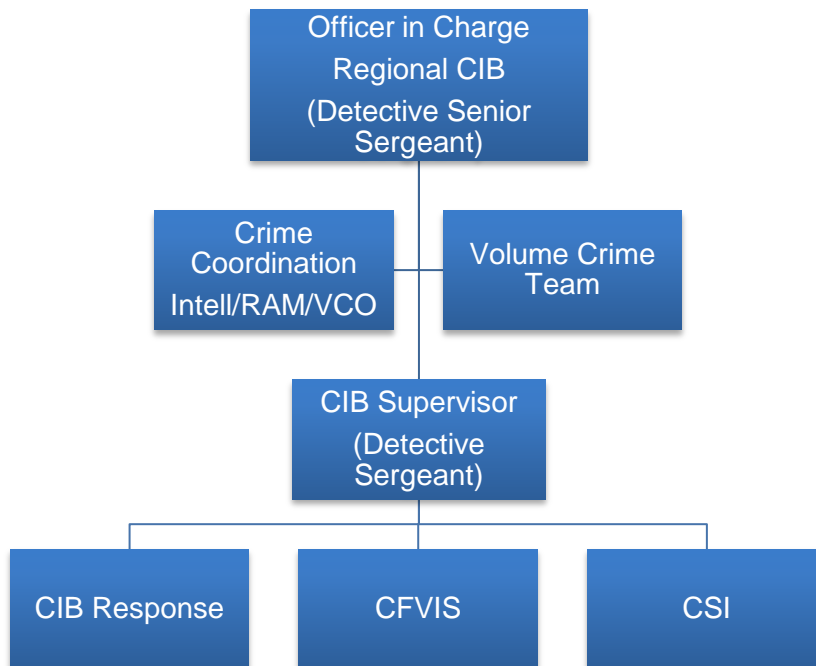 Officer in Charge
Regional CIB
(Detective Senior
Sergeant)
Crime
Coordination
Intell/RAM/VCO
Volume Crime
Team
CIB Supervisor
(Detective
Sergeant)
CIB Response
CFVIS
CSI